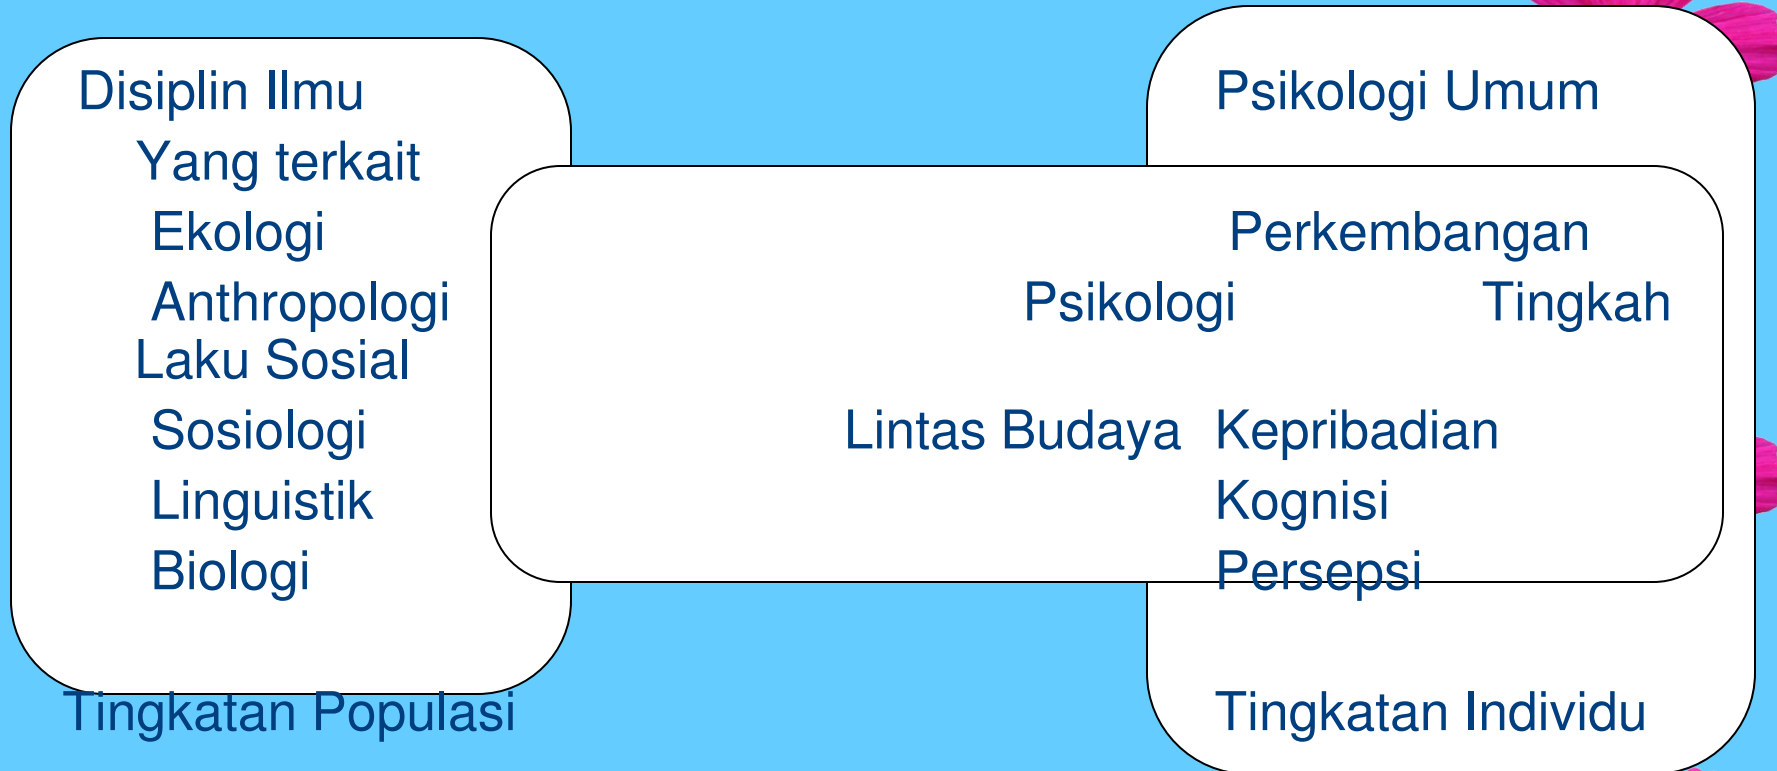 Disiplin Ilmu Psikologi Umum
Yang terkait
Ekologi Perkembangan
Anthropologi Psikologi Tingkah
Laku Sosial
Sosiologi Lintas Budaya Kepribadian
Linguistik Kognisi
Biologi Persepsi
Tingkatan Populasi Tingkatan Individu